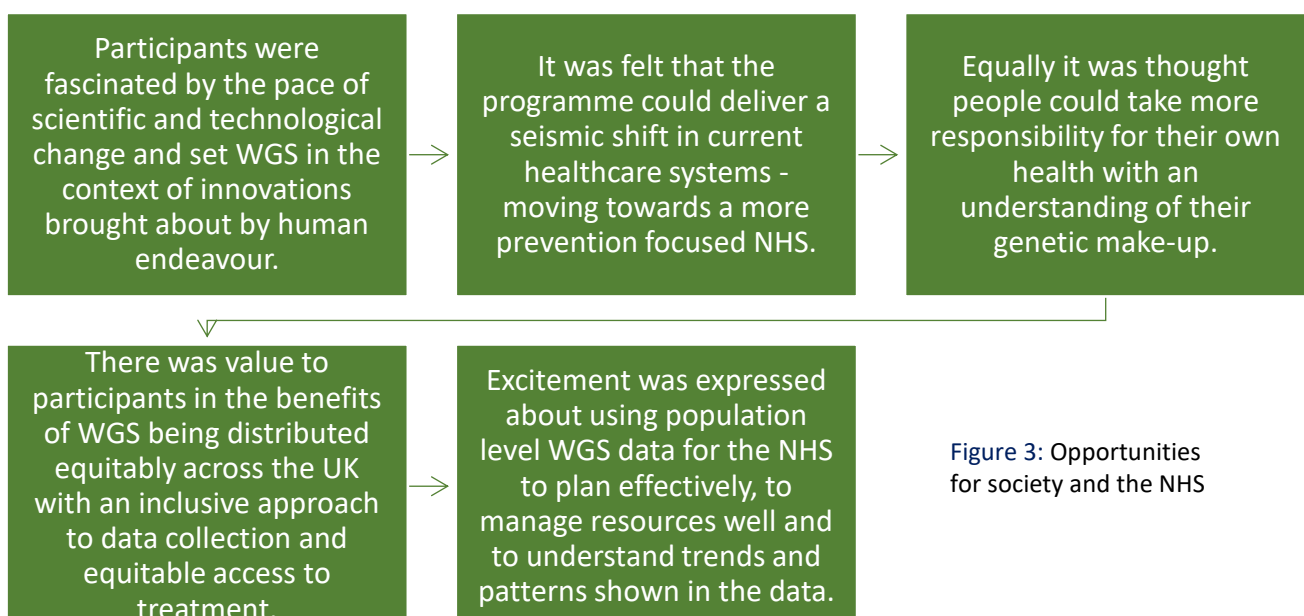 Participants were
fascinated by the pace of
scientific and technological
change and set WGS in the
context of innovations
brought about by human
endeavour.
It was felt that the
programme could deliver a
seismic shift in current
healthcare systems -
moving towards a more
prevention focused NHS.
Equally it was thought
people could take more
responsibility for their own
health with an
understanding of their
genetic make-up.
There was value to
participants in the benefits
of WGS being distributed
equitably across the UK
with an inclusive approach
to data collection and
equitable access to
treatment.
Excitement was expressed
about using population
level WGS data for the NHS
to plan effectively, to
manage resources well and
to understand trends and
patterns shown in the data.
Figure 3: Opportunities
for society and the NHS